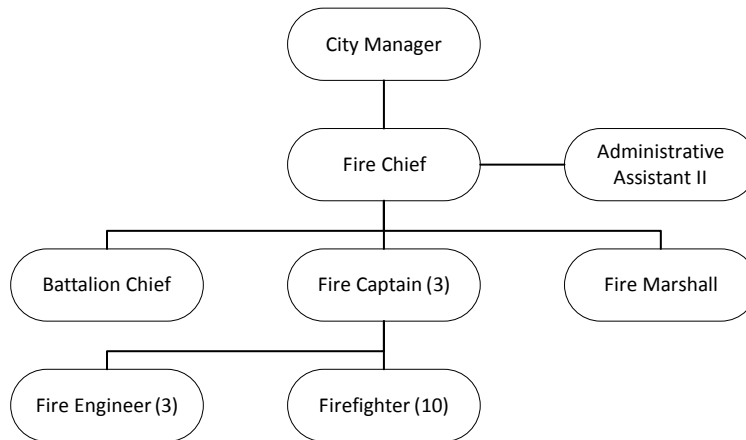 City Manager
Fire Chief
Administrative
Assistant II
Battalion Chief
Fire Captain (3)
Fire Marshall
Fire Engineer (3)
Firefighter (10)